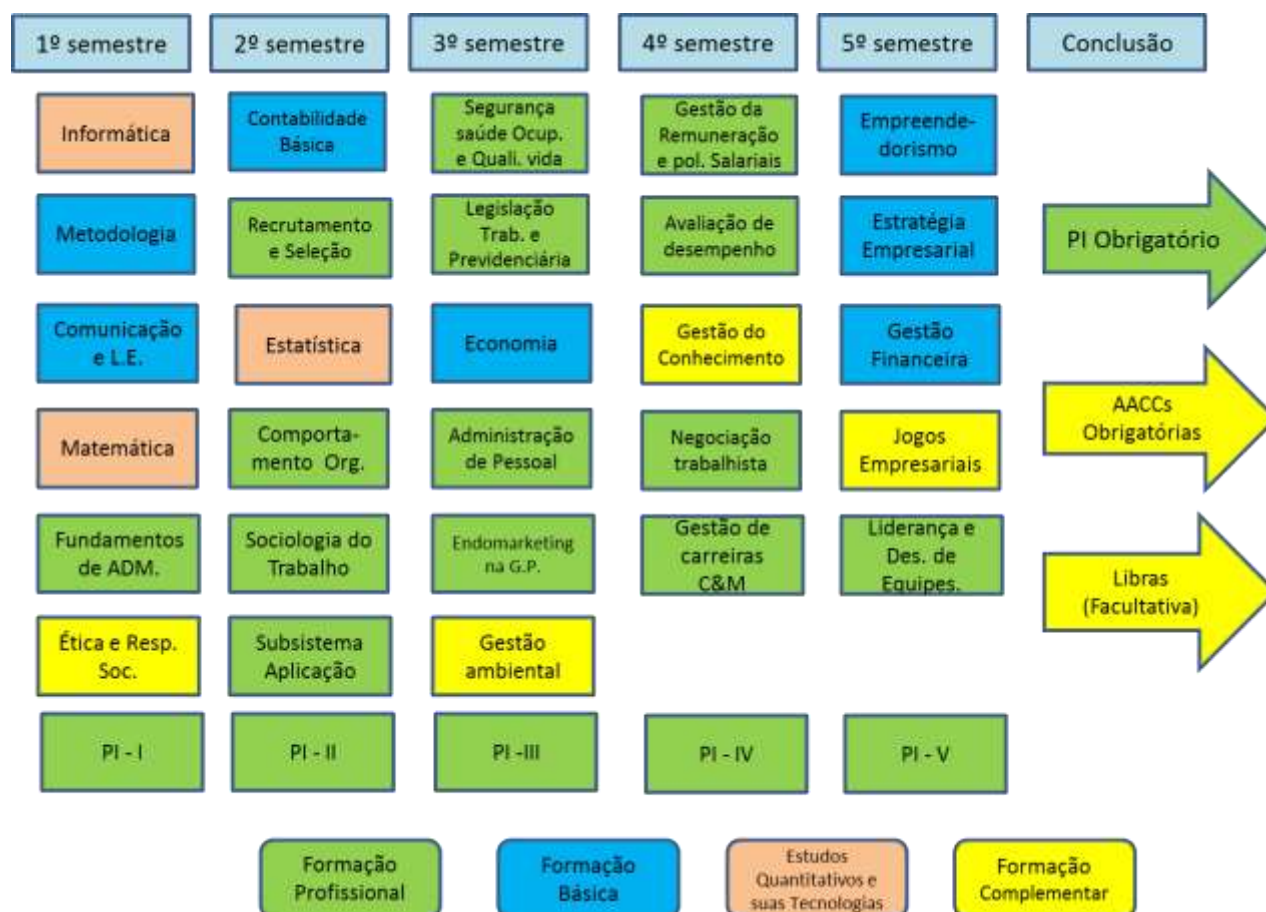 1º semestre
2º semestre
3º semestre
4º semestre
5º semestre
Conclusão
Informática
Contabilidade
Básica
Segurança
saúde Ocup.
e Quali. vida
Gestão da
Remuneração
e pol. Salariais
Empreende-
dorismo
Metodologia
Recrutamento
e Seleção
Legislação
Trab. e
Previdenciária
Avaliação de
desempenho
Estratégia
Empresarial
PI Obrigatório
Comunicação
e L.E.
Estatística
Economia
Gestão do
Conhecimento
Gestão
Financeira
AACCs
Obrigatórias
Matemática
Comporta-
mento Org.
Administração
de Pessoal
Negociação
trabalhista
Jogos
Empresariais
Fundamentos
de ADM.
Sociologia do
Trabalho
Endomarketing
na G.P.
Gestão de
carreiras
C&M
Liderança e
Des. de
Equipes.
Libras
(Facultativa)
Ética e Resp.
Soc.
Subsistema
Aplicação
Gestão
ambiental
PI - I
PI - II
PI -III
PI - IV
PI - V
Formação
Profissional
Formação
Básica
Estudos
Quantitativos e
suas Tecnologias
Formação
Complementar